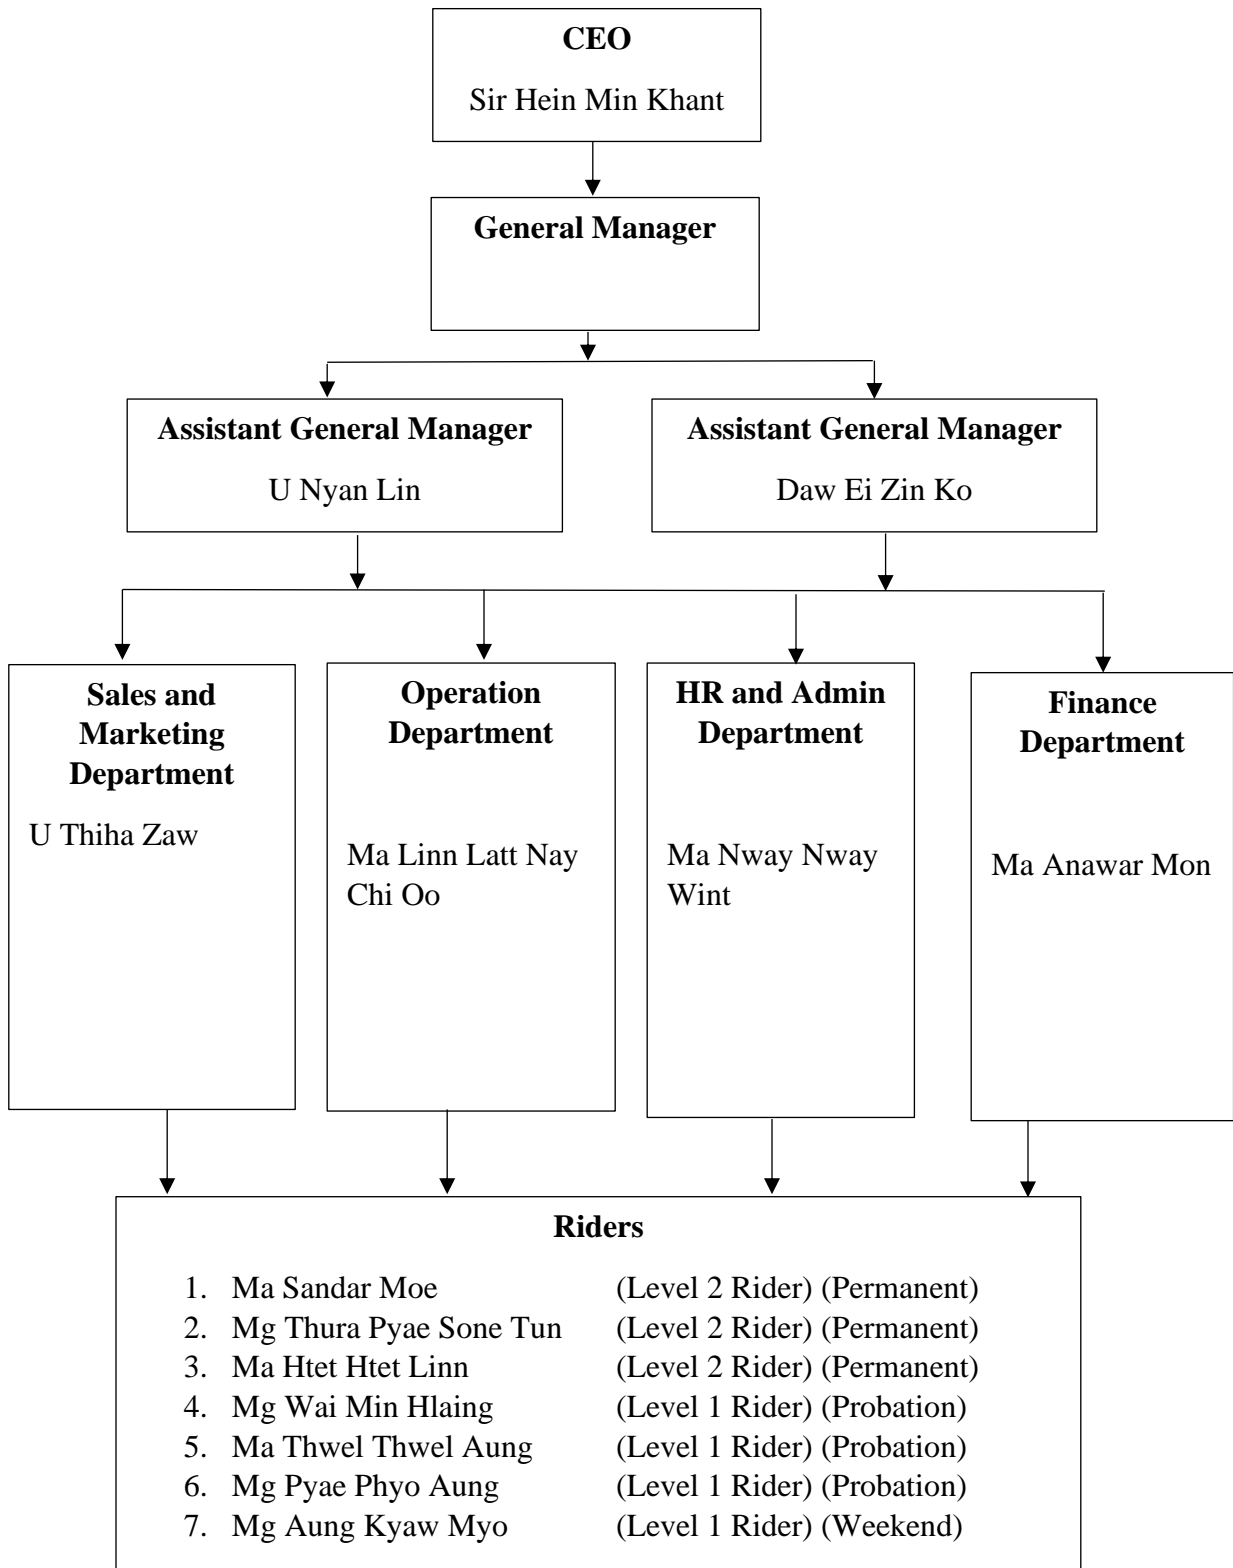 CEO
Sir Hein Min Khant
General Manager
Assistant General Manager
U Nyan Lin
Assistant General Manager
Daw Ei Zin Ko
Sales and
Marketing
Department
U Thiha Zaw
Operation
Department
Ma Linn Latt Nay
Chi Oo
HR and Admin
Department
Ma Nway Nway
Wint
Finance
Department
Ma Anawar Mon
Riders
1. Ma Sandar Moe (Level 2 Rider) (Permanent)
2. Mg Thura Pyae Sone Tun (Level 2 Rider) (Permanent)
3. Ma Htet Htet Linn (Level 2 Rider) (Permanent)
4. Mg Wai Min Hlaing (Level 1 Rider) (Probation)
5. Ma Thwel Thwel Aung (Level 1 Rider) (Probation)
6. Mg Pyae Phyo Aung (Level 1 Rider) (Probation)
7. Mg Aung Kyaw Myo (Level 1 Rider) (Weekend)